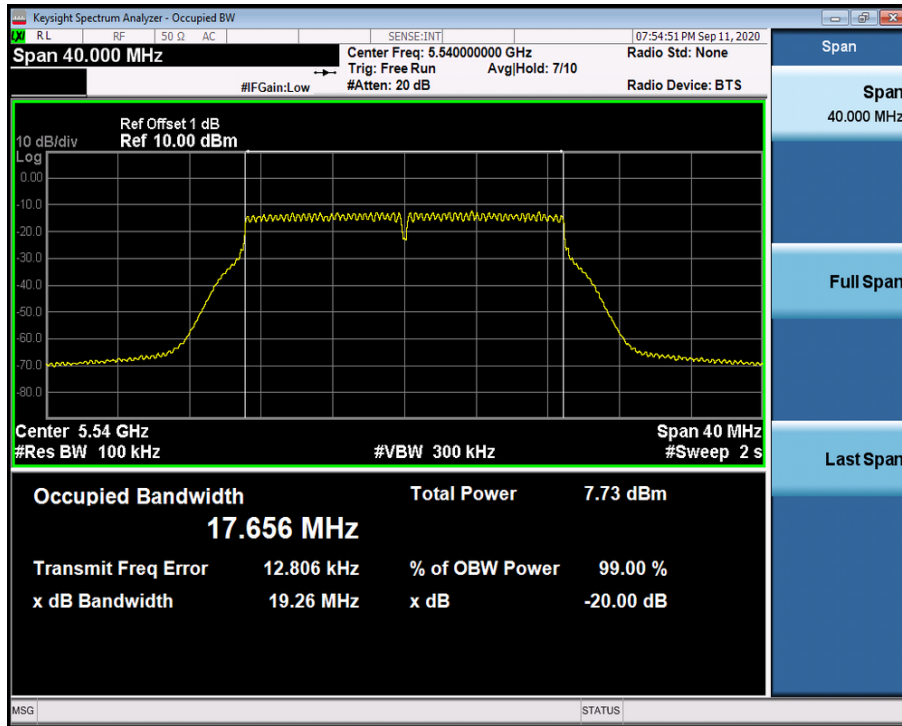 Keysight Spectrum Analyzer - Occupied BW
LXI RL RF 50 Ω AC SENSE:INT 07:54:51 PM Sep 11, 2020
Span 40.000 MHz
Center Freq: 5.540000000 GHz
Radio Std: None
Trig: Free Run Avg|Hold: 7/10
#IFGain:Low
#Atten: 20 dB
Radio Device: BTS
Ref Offset 1 dB
10 dB/div Ref 10.00 dBm
Log
0.00
-10.0
-20.0
-30.0
-40.0
-50.0
-60.0
-70.0
-80.0
Center 5.54 GHz Span 40 MHz
#Res BW 100 kHz #VBW 300 kHz #Sweep 2 s
Occupied Bandwidth Total Power 7.73 dBm
17.656 MHz
Transmit Freq Error 12.806 kHz % of OBW Power 99.00 %
x dB Bandwidth 19.26 MHz x dB -20.00 dB
MSG STATUS
Span
Span
40.000 MHz
Full Span
Last Span